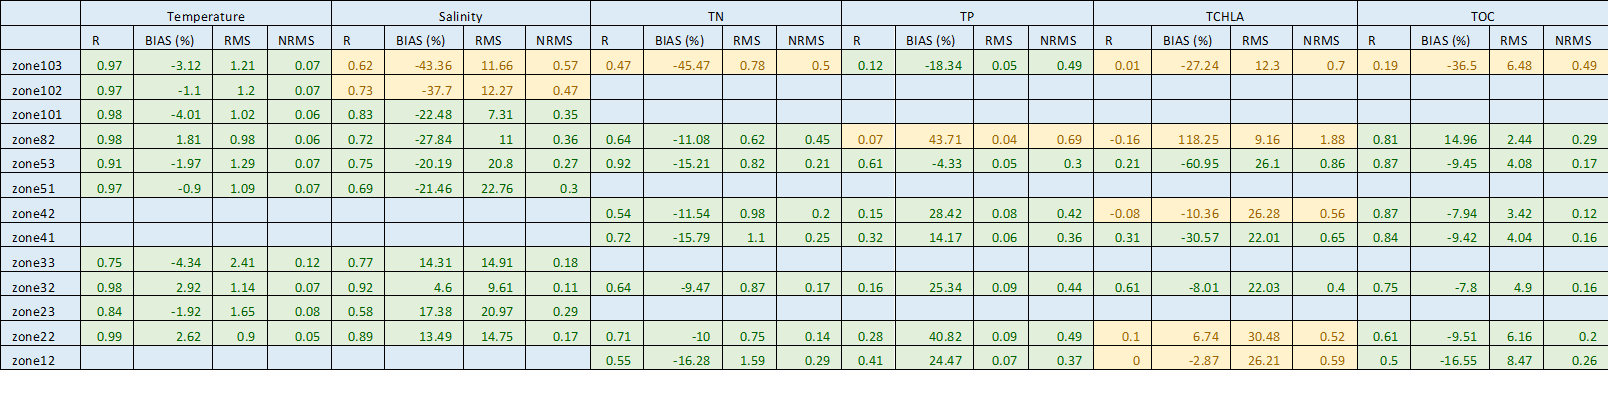 Temperature Salinity TN TP TCHLA TOC
R BIAS (%) RMS NRMS R BIAS (%) RMS NRMS R BIAS (%) RMS NRMS R BIAS (%) RMS NRMS R BIAS (%) RMS NRMS R BIAS (%) RMS NRMS
zone103 0.97 -3.12 1.21 0.07 0.62 -43.36 11.66 0.57 0.47 -45.47 0.78 0.5 0.12 -18.34 0.05 0.49 0.01 -27.24 12.3 0.7 0.19 -36.5 6.48 0.49
zone102 0.97 -1.1 1.2 0.07 0.73 -37.7 12.27 0.47
zone101 0.98 -4.01 1.02 0.06 0.83 -22.48 7.31 0.35
zone82 0.98 1.81 0.98 0.06 0.72 -27.84 11 0.36 0.64 -11.08 0.62 0.45 0.07 43.71 0.04 0.69 -0.16 118.25 9.16 1.88 0.81 14.96 2.44 0.29
zone53 0.91 -1.97 1.29 0.07 0.75 -20.19 20.8 0.27 0.92 -15.21 0.82 0.21 0.61 -4.33 0.05 0.3 0.21 -60.95 26.1 0.86 0.87 -9.45 4.08 0.17
zone51 0.97 -0.9 1.09 0.07 0.69 -21.46 22.76 0.3
zone42 0.54 -11.54 0.98 0.2 0.15 28.42 0.08 0.42 -0.08 -10.36 26.28 0.56 0.87 -7.94 3.42 0.12
zone41 0.72 -15.79 1.1 0.25 0.32 14.17 0.06 0.36 0.31 -30.57 22.01 0.65 0.84 -9.42 4.04 0.16
zone33 0.75 -4.34 2.41 0.12 0.77 14.31 14.91 0.18
zone32 0.98 2.92 1.14 0.07 0.92 4.6 9.61 0.11 0.64 -9.47 0.87 0.17 0.16 25.34 0.09 0.44 0.61 -8.01 22.03 0.4 0.75 -7.8 4.9 0.16
zone23 0.84 -1.92 1.65 0.08 0.58 17.38 20.97 0.29
zone22 0.99 2.62 0.9 0.05 0.89 13.49 14.75 0.17 0.71 -10 0.75 0.14 0.28 40.82 0.09 0.49 0.1 6.74 30.48 0.52 0.61 -9.51 6.16 0.2
zone12 0.55 -16.28 1.59 0.29 0.41 24.47 0.07 0.37 0 -2.87 26.21 0.59 0.5 -16.55 8.47 0.26